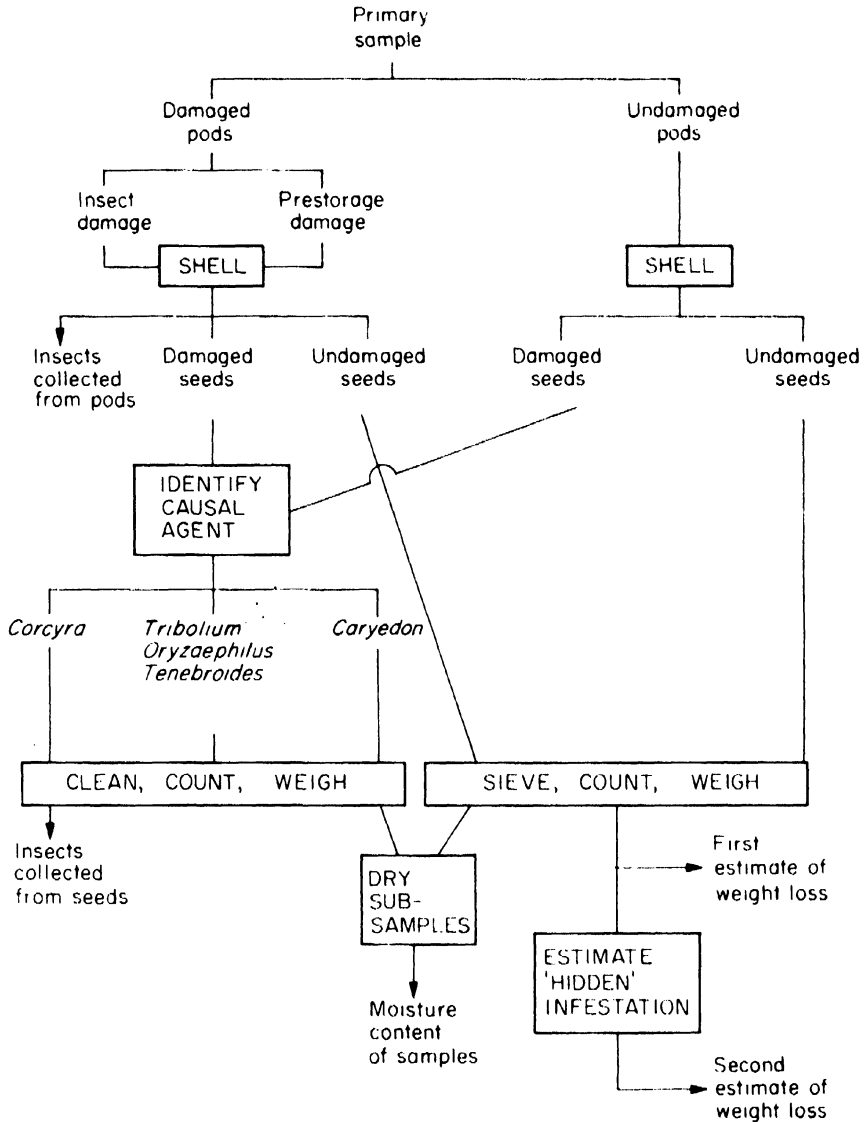 Primary
sample
Damaged
pods
Undamaged
pods
Insect
damage
Prestorage
damage
SHELL
SHELL
Insects
collected
from pods
Damaged
seeds
Undamaged
seeds
Damaged
seeds
Undamaged
seeds
IDENTIFY
CAUSAL
AGENT
Corcyra
Tribolium
Oryzaephilus
Tenebroides
Caryedon
CLEAN, COUNT, WEIGH
SIEVE, COUNT, WEIGH
Insects
collected
from seeds
DRY
SUB-
SAMPLES
First
estimate of
weight loss
ESTIMATE
'HIDDEN'
INFESTATION
Moisture
content
of samples
Second
estimate of
weight loss